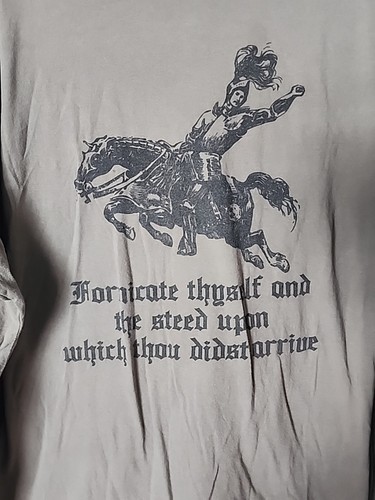 Fornicate thyself and
the steed upon
which thou didst arrive